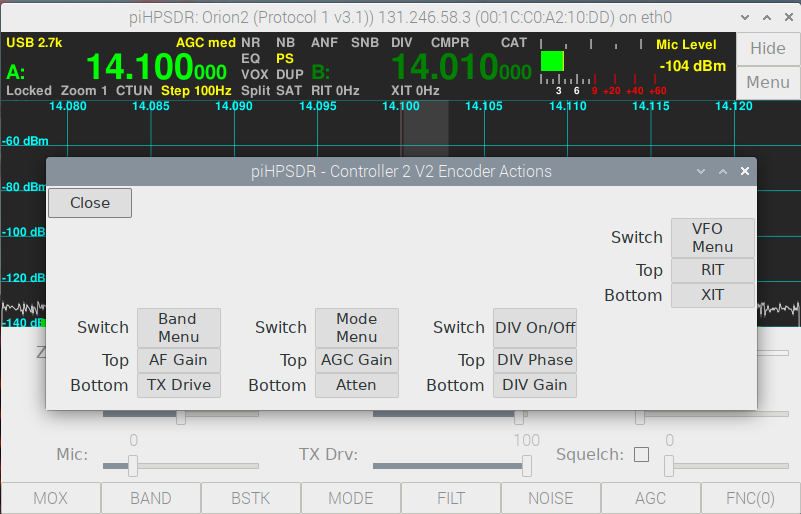 piHPSDR: Orion2 (Protocol 1 v3.1)) 131.246.58.3 (00:1C:C0:A2:10:DD) on eth0
USB 2.7k AGC med NR NB ANF SNB DIV CMPR CAT
EQ PS
A: 14.100000 VOX DUP B: 14.010000
Locked Zoom 1 CTUN Step 100Hz Split SAT RIT 0Hz XIT 0Hz
Mic Level
-104 dBm
3 6 9 +20 +40 +60
Hide
Menu
14.080 14.085 14.090 14.095 14.100 14.105 14.110 14.115 14.120
-60 dBm
-80 dBm
-100 dBm
-120 dBm
-140 dBm
piHPSDR - Controller 2 V2 Encoder Actions
Close
Switch VFO Menu
Top RIT
Bottom XIT
Switch Band Menu Switch Mode Menu Switch DIV On/Off
Top AF Gain Top AGC Gain Top DIV Phase
Bottom TX Drive Bottom Atten Bottom DIV Gain
0 100 0
Mic: TX Drv: Squelch:
MOX BAND BSTK MODE FILT NOISE AGC FNC(0)